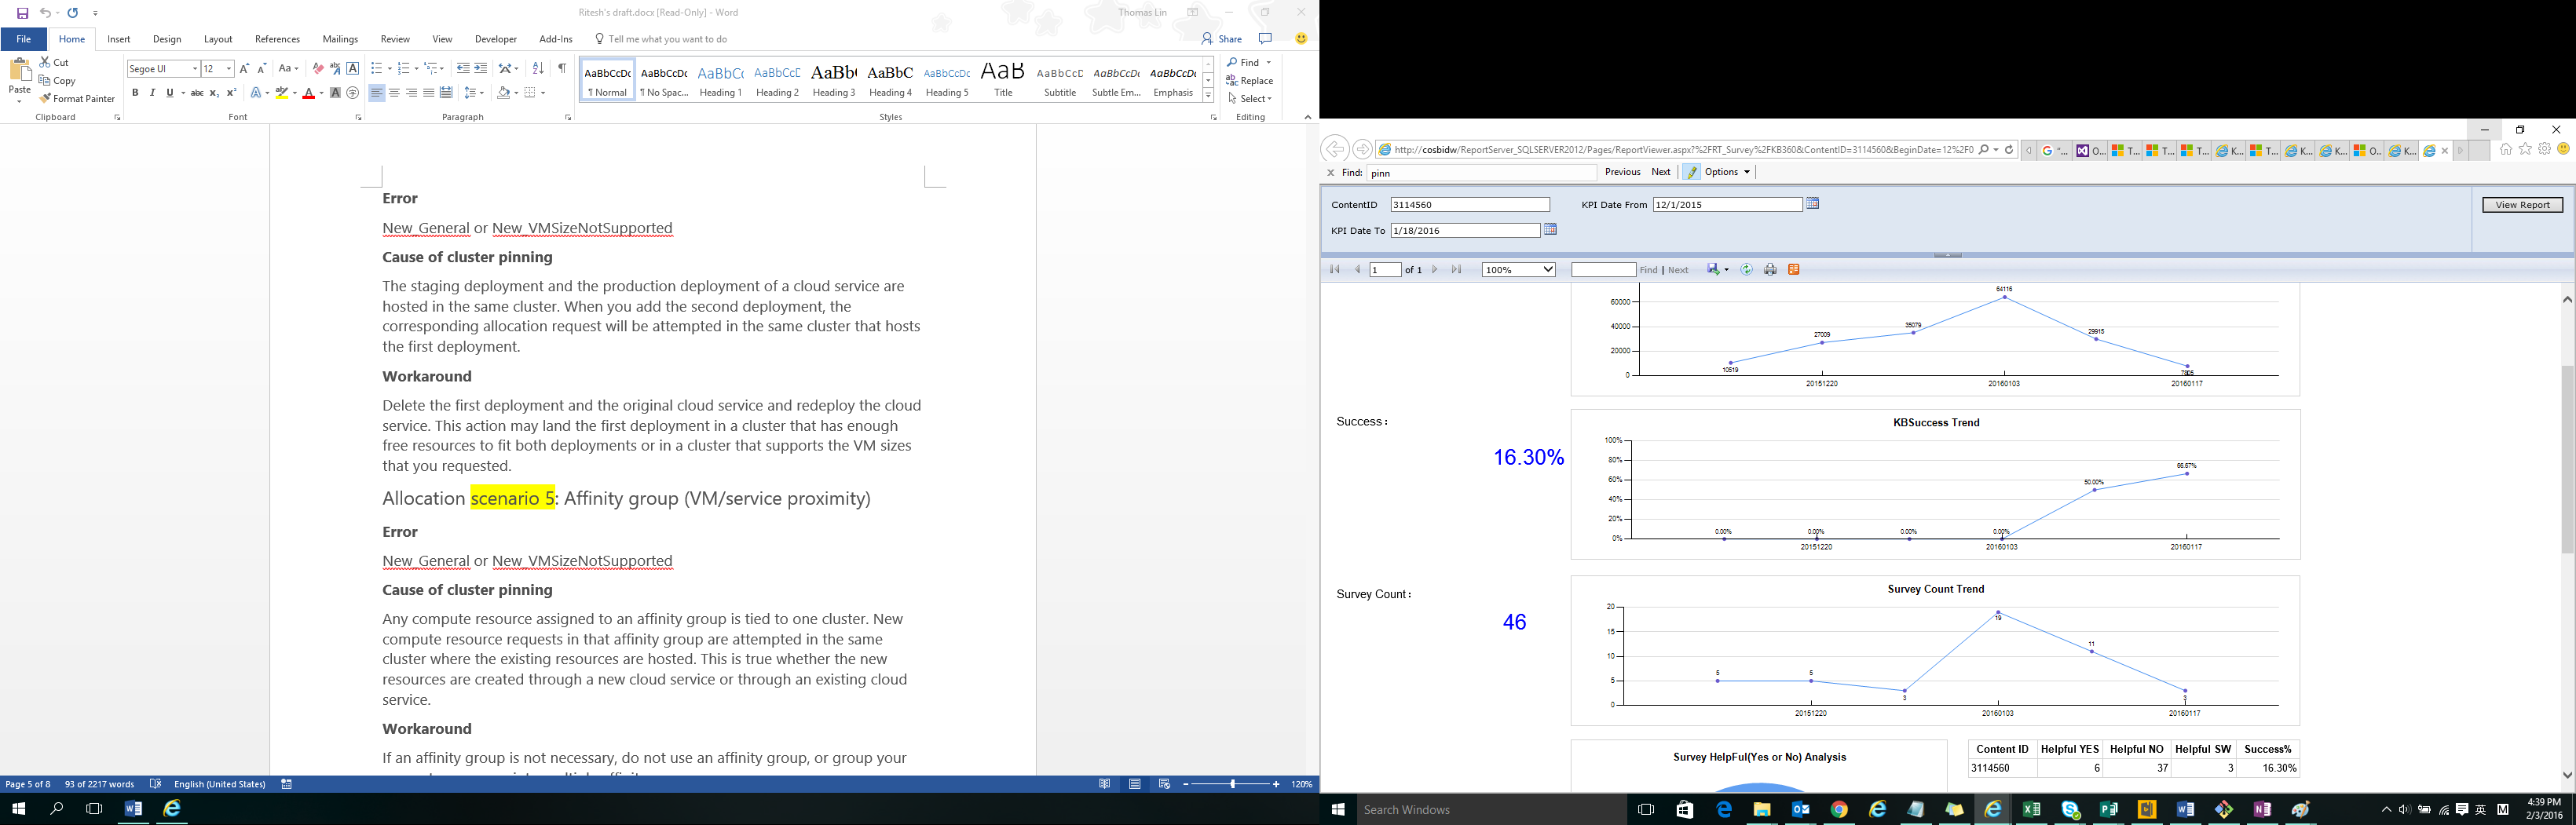 Ritesh's draft.docx [Read-Only] - Word
Thomas Lin
File Home Insert Design Layout References Mailings Review View Developer Add-Ins Tell me what you want to do Share
Paste
Cut
Copy
Format Painter
Clipboard
Segoe UI 12
Font
Paragraph
AaBbCcDc AaBbCcDc AaBbCc AaBbCcE AaBb( AaBbC AaBbCcDc AaB AaBbCcD AaBbCcDı AaBbCcDı
¶ Normal ¶ No Spac... Heading 1 Heading 2 Heading 3 Heading 4 Heading 5 Title Subtitle Subtle Em... Emphasis
Styles
Find
Replace
Select
Editing
Error
New_General or New_VMSizeNotSupported
Cause of cluster pinning
The staging deployment and the production deployment of a cloud service are
hosted in the same cluster. When you add the second deployment, the
corresponding allocation request will be attempted in the same cluster that hosts
the first deployment.
Workaround
Delete the first deployment and the original cloud service and redeploy the cloud
service. This action may land the first deployment in a cluster that has enough
free resources to fit both deployments or in a cluster that supports the VM sizes
that you requested.
Allocation scenario 5: Affinity group (VM/service proximity)
Error
New_General or New_VMSizeNotSupported
Cause of cluster pinning
Any compute resource assigned to an affinity group is tied to one cluster. New
compute resource requests in that affinity group are attempted in the same
cluster where the existing resources are hosted. This is true whether the new
resources are created through a new cloud service or through an existing cloud
service.
Workaround
If an affinity group is not necessary, do not use an affinity group, or group your
Page 5 of 8 93 of 2217 words English (United States) 120%
http://cosbidw/ReportServer_SQLSERVER2012/Pages/ReportViewer.aspx?%2FRT_Survey%2FKB360&ContentID=3114560&BeginDate=12%2F0
"... O... T... T... T... K... T... K... K... O... K...
x Find: pinn Previous Next Options
ContentID 3114560 KPI Date From 12/1/2015 View Report
KPI Date To 1/18/2016
1 of 1 100% Find | Next
60000
40000
20000
0
10519 27009 35079 64116 29915 7805
20151220 20160103 20160117
Success:
16.30%
KBSuccess Trend
100%
80%
60%
40%
20%
0%
0.00% 0.00% 0.00% 0.00% 50.00% 66.67%
20151220 20160103 20160117
Survey Count:
46
Survey Count Trend
20
15
10
5
0
5 5 3 19 11 3
20151220 20160103 20160117
Survey HelpFul(Yes or No) Analysis
Content ID Helpful YES Helpful NO Helpful SW Success%
3114560 6 37 3 16.30%
Search Windows
英 M
4:39 PM
2/3/2016